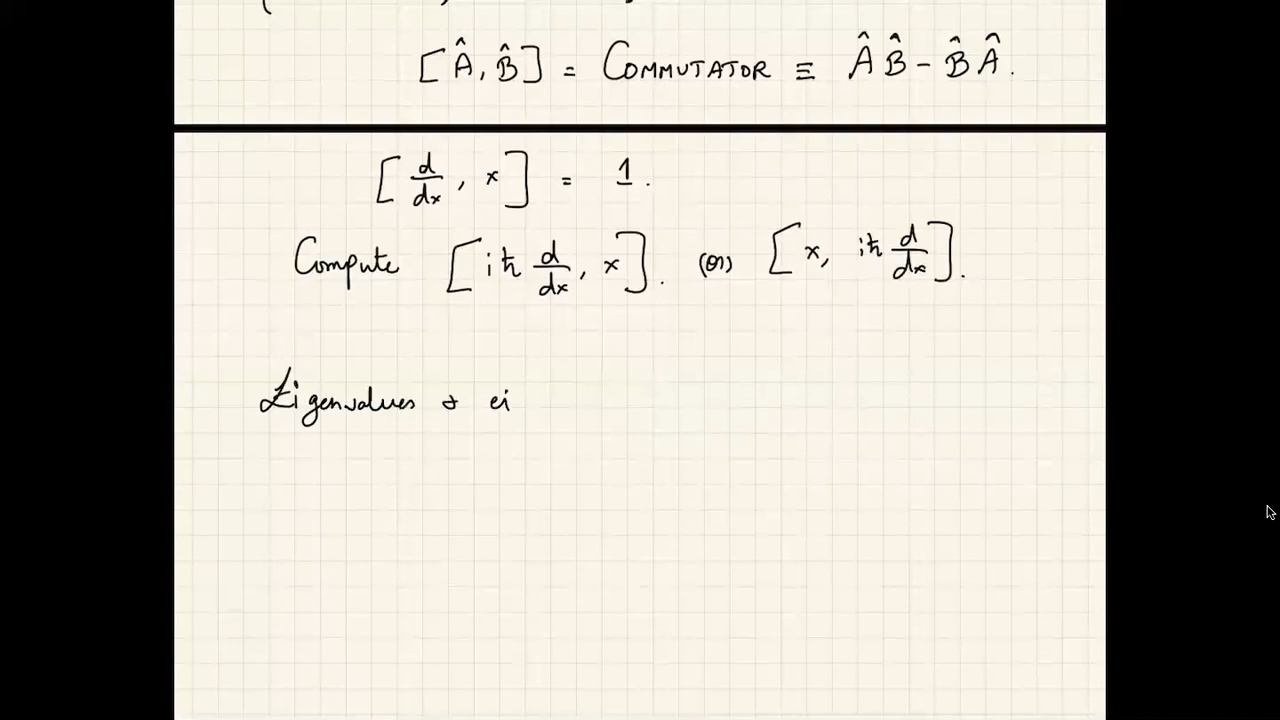 [Â, B̂] = COMMUTATOR ≡ ÂB̂ - B̂Â.
[d/dx, x] = 1.
Compute [iħ d/dx, x]. (or) [x, iħ d/dx].
Eigenvalues & ei